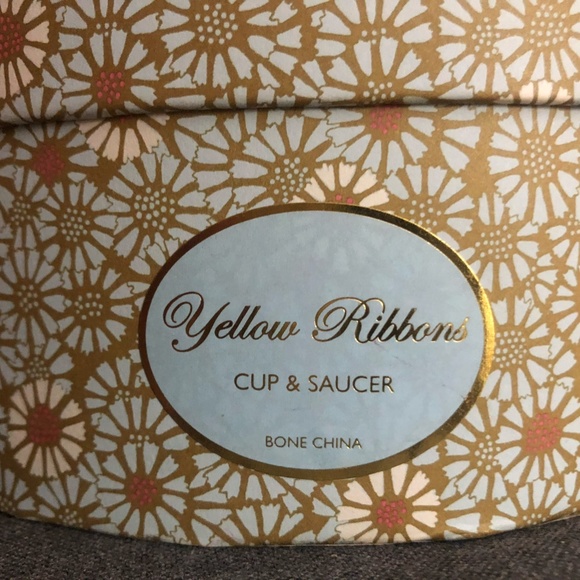 Yellow Ribbons
CUP & SAUCER
BONE CHINA